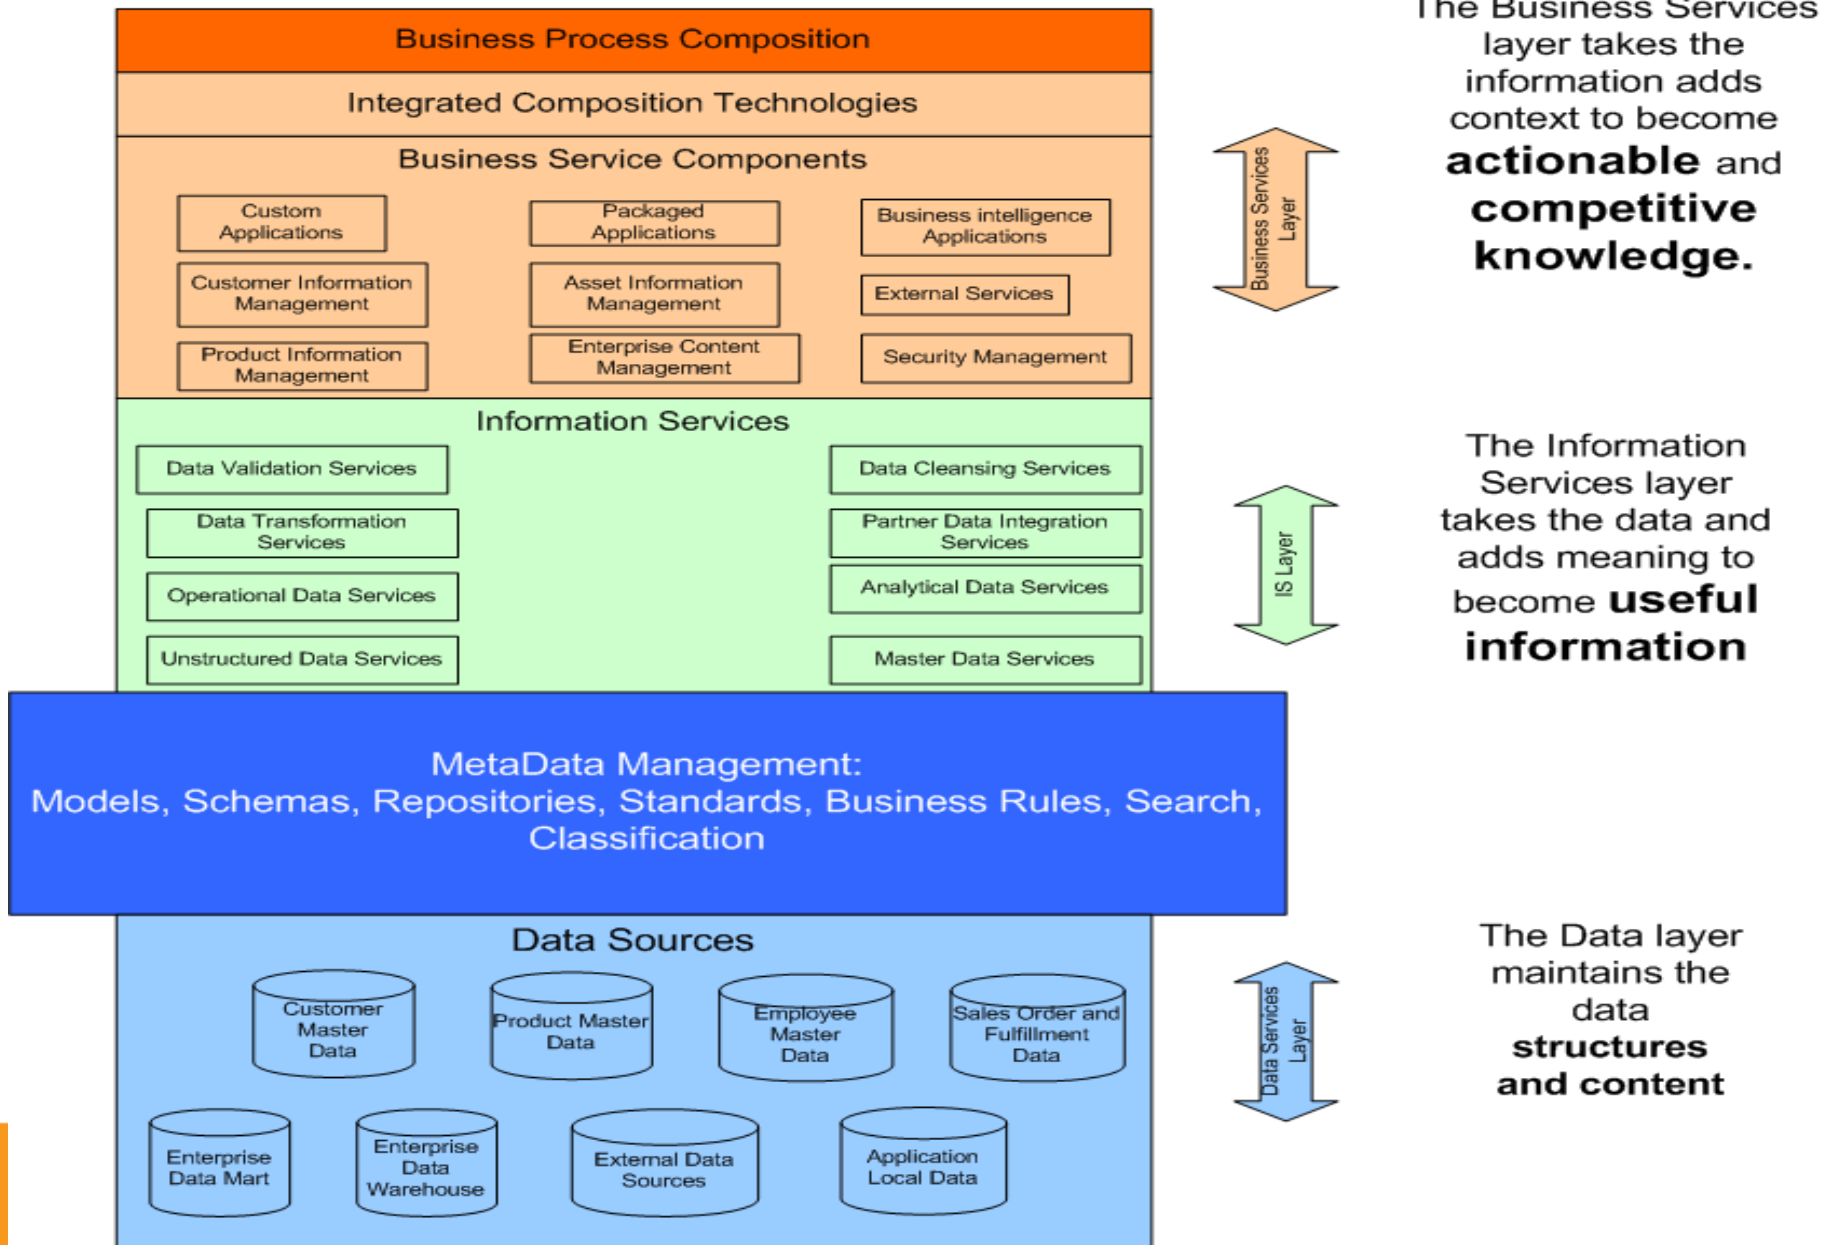 Business Process Composition
Integrated Composition Technologies
Business Service Components
Custom
Applications
Packaged
Applications
Business intelligence
Applications
Customer Information
Management
Asset Information
Management
External Services
Product Information
Management
Enterprise Content
Management
Security Management
Business Services
Layer
The Business Services
layer takes the
information adds
context to become
actionable and
competitive
knowledge.
Information Services
Data Validation Services
Data Cleansing Services
Data Transformation
Services
Partner Data Integration
Services
Operational Data Services
Analytical Data Services
Unstructured Data Services
Master Data Services
IS Layer
The Information
Services layer
takes the data and
adds meaning to
become useful
information
MetaData Management:
Models, Schemas, Repositories, Standards, Business Rules, Search,
Classification
Data Sources
Customer
Master
Data
Product Master
Data
Employee
Master
Data
Sales Order and
Fulfillment
Data
Enterprise
Data Mart
Enterprise
Data
Warehouse
External Data
Sources
Application
Local Data
Data Services
Layer
The Data layer
maintains the
data
structures
and content